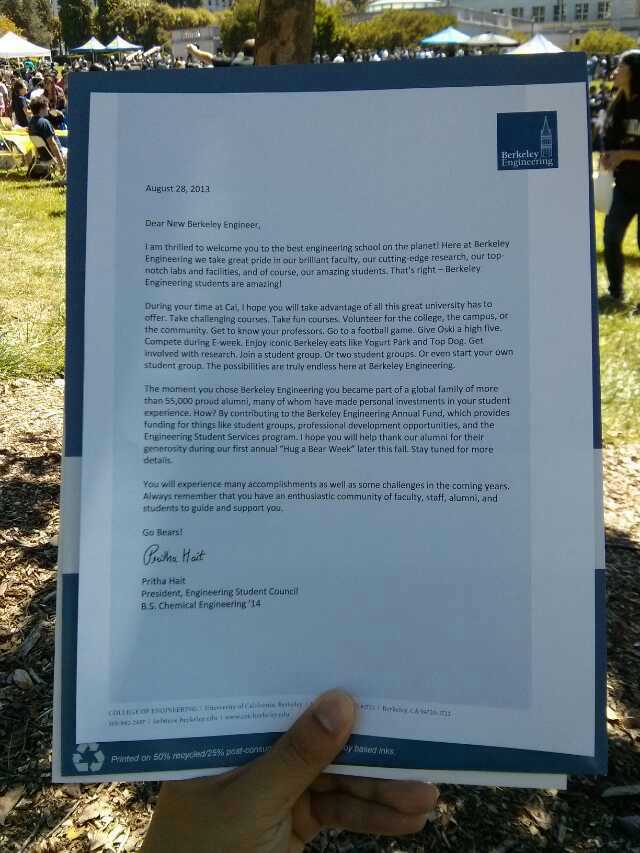 Berkeley
Engineering
August 28, 2013
Dear New Berkeley Engineer,
I am thrilled to welcome you to the best engineering school on the planet! Here at Berkeley
Engineering we take great pride in our brilliant faculty, our cutting-edge research, our top-
notch labs and facilities, and of course, our amazing students. That's right – Berkeley
Engineering students are amazing!
During your time at Cal, I hope you will take advantage of all this great university has to
offer. Take challenging courses. Take fun courses. Volunteer for the college, the campus, or
the community. Get to know your professors. Go to a football game. Give Oski a high five.
Compete during E-week. Enjoy iconic Berkeley eats like Yogurt Park and Top Dog. Get
involved with research. Join a student group. Or two student groups. Or even start your own
student group. The possibilities are truly endless here at Berkeley Engineering.
The moment you chose Berkeley Engineering you became part of a global family of more
than 55,000 proud alumni, many of whom have made personal investments in your student
experience. How? By contributing to the Berkeley Engineering Annual Fund, which provides
funding for things like student groups, professional development opportunities, and the
Engineering Student Services program. I hope you will help thank our alumni for their
generosity during our first annual "Hug a Bear Week" later this fall. Stay tuned for more
details.
You will experience many accomplishments as well as some challenges in the coming years.
Always remember that you have an enthusiastic community of faculty, staff, alumni, and
students to guide and support you.
Go Bears!
Pritha Hait
Pritha Hait
President, Engineering Student Council
B.S. Chemical Engineering '14
COLLEGE OF ENGINEERING | University of California, Berkeley | Berkeley, CA 94720-1722
www.coe.berkeley.edu
Printed on 50% recycled/25% post-consu y based inks.